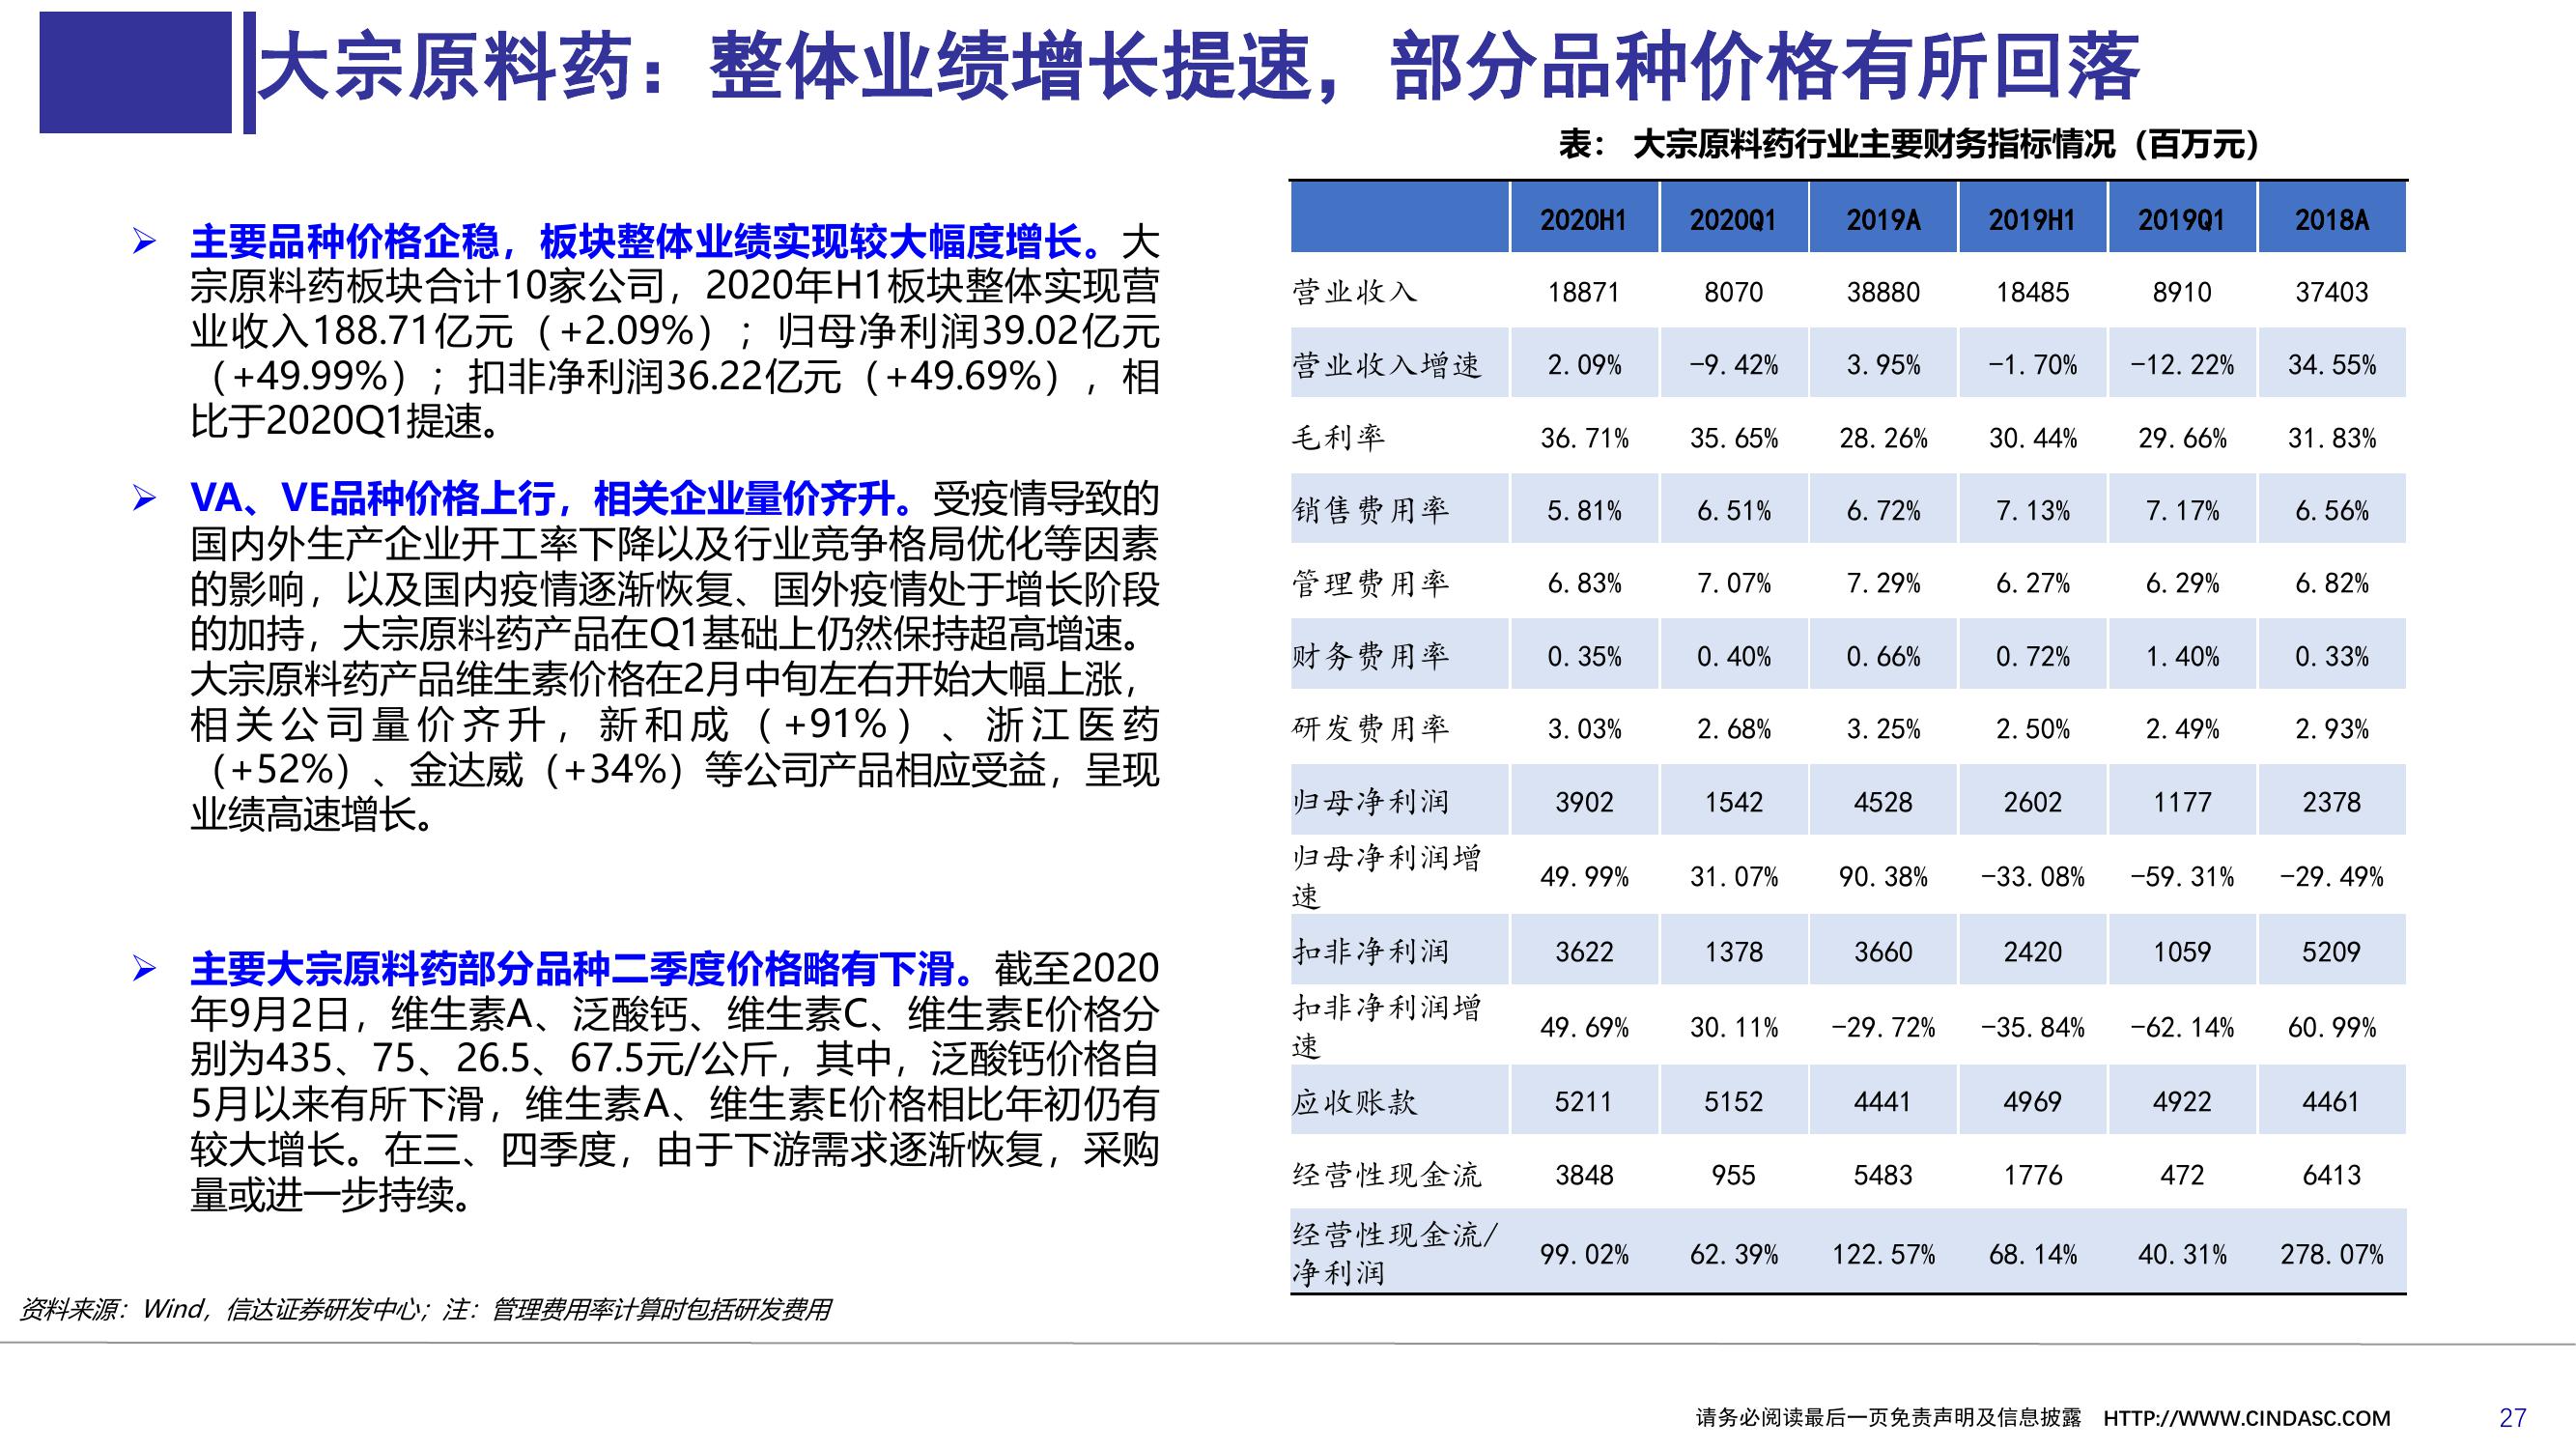 大宗原料药：整体业绩增长提速，部分品种价格有所回落
主要品种价格企稳，板块整体业绩实现较大幅度增长。大
宗原料药板块合计10家公司，2020年H1板块整体实现营
业收入188.71亿元（+2.09%）；归母净利润39.02亿元
（+49.99%）；扣非净利润36.22亿元（+49.69%），相
比于2020Q1提速。
VA、VE品种价格上行，相关企业量价齐升。受疫情导致的
国内外生产企业开工率下降以及行业竞争格局优化等因素
的影响，以及国内疫情逐渐恢复、国外疫情处于增长阶段
的加持，大宗原料药产品在Q1基础上仍然保持超高增速。
大宗原料药产品维生素价格在2月中旬左右开始大幅上涨，
相关公司量价齐升，新和成（+91%）、浙江医药
（+52%）、金达威（+34%）等公司产品相应受益，呈现
业绩高速增长。
主要大宗原料药部分品种二季度价格略有下滑。截至2020
年9月2日，维生素A、泛酸钙、维生素C、维生素E价格分
别为435、75、26.5、67.5元/公斤，其中，泛酸钙价格自
5月以来有所下滑，维生素A、维生素E价格相比年初仍有
较大增长。在三、四季度，由于下游需求逐渐恢复，采购
量或进一步持续。
表： 大宗原料药行业主要财务指标情况（百万元）
2020H1 2020Q1 2019A 2019H1 2019Q1 2018A
营业收入 18871 8070 38880 18485 8910 37403
营业收入增速 2.09% -9.42% 3.95% -1.70% -12.22% 34.55%
毛利率 36.71% 35.65% 28.26% 30.44% 29.66% 31.83%
销售费用率 5.81% 6.51% 6.72% 7.13% 7.17% 6.56%
管理费用率 6.83% 7.07% 7.29% 6.27% 6.29% 6.82%
财务费用率 0.35% 0.40% 0.66% 0.72% 1.40% 0.33%
研发费用率 3.03% 2.68% 3.25% 2.50% 2.49% 2.93%
归母净利润 3902 1542 4528 2602 1177 2378
归母净利润增
速 49.99% 31.07% 90.38% -33.08% -59.31% -29.49%
扣非净利润 3622 1378 3660 2420 1059 5209
扣非净利润增
速 49.69% 30.11% -29.72% -35.84% -62.14% 60.99%
应收账款 5211 5152 4441 4969 4922 4461
经营性现金流 3848 955 5483 1776 472 6413
经营性现金流/
净利润 99.02% 62.39% 122.57% 68.14% 40.31% 278.07%
资料来源：Wind，信达证券研发中心；注：管理费用率计算时包括研发费用
请务必阅读最后一页免责声明及信息披露 HTTP://WWW.CINDASC.COM 27